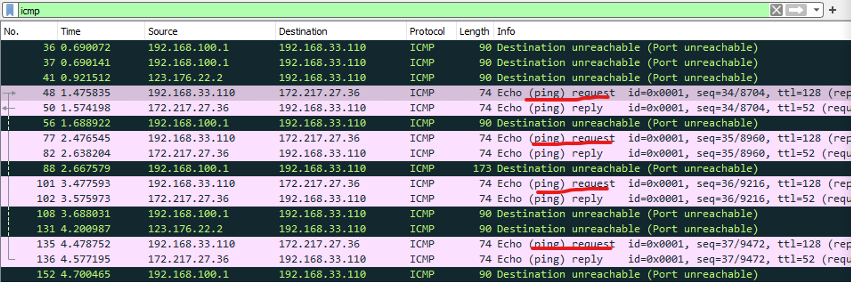 icmp
No. Time Source Destination Protocol Length Info
36 0.690072 192.168.100.1 192.168.33.110 ICMP 90 Destination unreachable (Port unreachable)
37 0.690141 192.168.100.1 192.168.33.110 ICMP 90 Destination unreachable (Port unreachable)
41 0.921512 123.176.22.2 192.168.33.110 ICMP 90 Destination unreachable (Port unreachable)
48 1.475835 192.168.33.110 172.217.27.36 ICMP 74 Echo (ping) request id=0x0001, seq=34/8704, ttl=128 (requ
50 1.574198 172.217.27.36 192.168.33.110 ICMP 74 Echo (ping) reply id=0x0001, seq=34/8704, ttl=52 (requ
56 1.688922 192.168.100.1 192.168.33.110 ICMP 90 Destination unreachable (Port unreachable)
77 2.476545 192.168.33.110 172.217.27.36 ICMP 74 Echo (ping) request id=0x0001, seq=35/8960, ttl=128 (requ
82 2.638204 172.217.27.36 192.168.33.110 ICMP 74 Echo (ping) reply id=0x0001, seq=35/8960, ttl=52 (requ
88 2.667579 192.168.100.1 192.168.33.110 ICMP 173 Destination unreachable (Port unreachable)
101 3.477593 192.168.33.110 172.217.27.36 ICMP 74 Echo (ping) request id=0x0001, seq=36/9216, ttl=128 (requ
102 3.575973 172.217.27.36 192.168.33.110 ICMP 74 Echo (ping) reply id=0x0001, seq=36/9216, ttl=52 (requ
108 3.688031 192.168.100.1 192.168.33.110 ICMP 90 Destination unreachable (Port unreachable)
131 4.200987 123.176.22.2 192.168.33.110 ICMP 90 Destination unreachable (Port unreachable)
135 4.478752 192.168.33.110 172.217.27.36 ICMP 74 Echo (ping) request id=0x0001, seq=37/9472, ttl=128 (requ
136 4.577195 172.217.27.36 192.168.33.110 ICMP 74 Echo (ping) reply id=0x0001, seq=37/9472, ttl=52 (requ
152 4.700465 192.168.100.1 192.168.33.110 ICMP 90 Destination unreachable (Port unreachable)